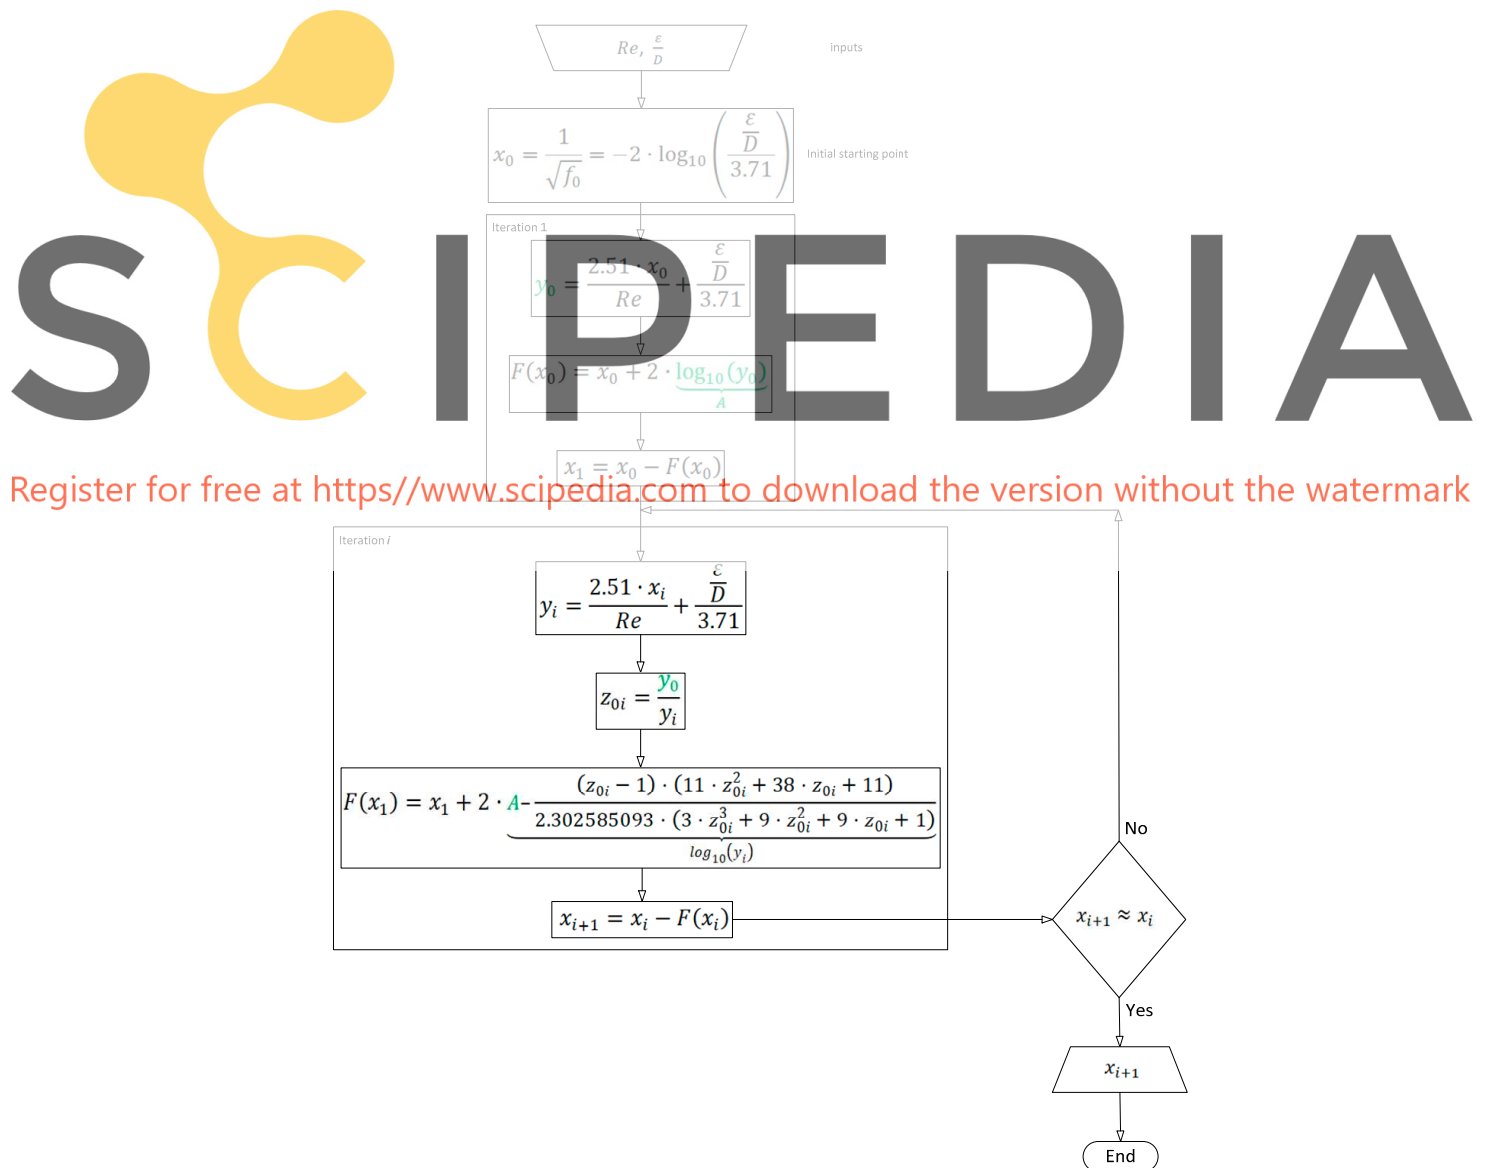 Re, ε/D
inputs
x₀ = 1/√f₀ = −2 · log₁₀((ε/D)/3.71)
Initial starting point
Iteration 1
SCIPEDIA
y₀ = (2.51 · x₀)/Re + (ε/D)/3.71
F(x₀) = x₀ + 2 · log₁₀(y₀)
A
x₁ = x₀ − F(x₀)
Register for free at https//www.scipedia.com to download the version without the watermark
Iteration i
yᵢ = (2.51 · xᵢ)/Re + (ε/D)/3.71
z₀ᵢ = y₀/yᵢ
F(x₁) = x₁ + 2 · A–((z₀ᵢ − 1) · (11 · z₀ᵢ² + 38 · z₀ᵢ + 11))/(2.302585093 · (3 · z₀ᵢ³ + 9 · z₀ᵢ² + 9 · z₀ᵢ + 1))
log₁₀(yᵢ)
No
xᵢ₊₁ = xᵢ − F(xᵢ)
xᵢ₊₁ ≈ xᵢ
Yes
xᵢ₊₁
End